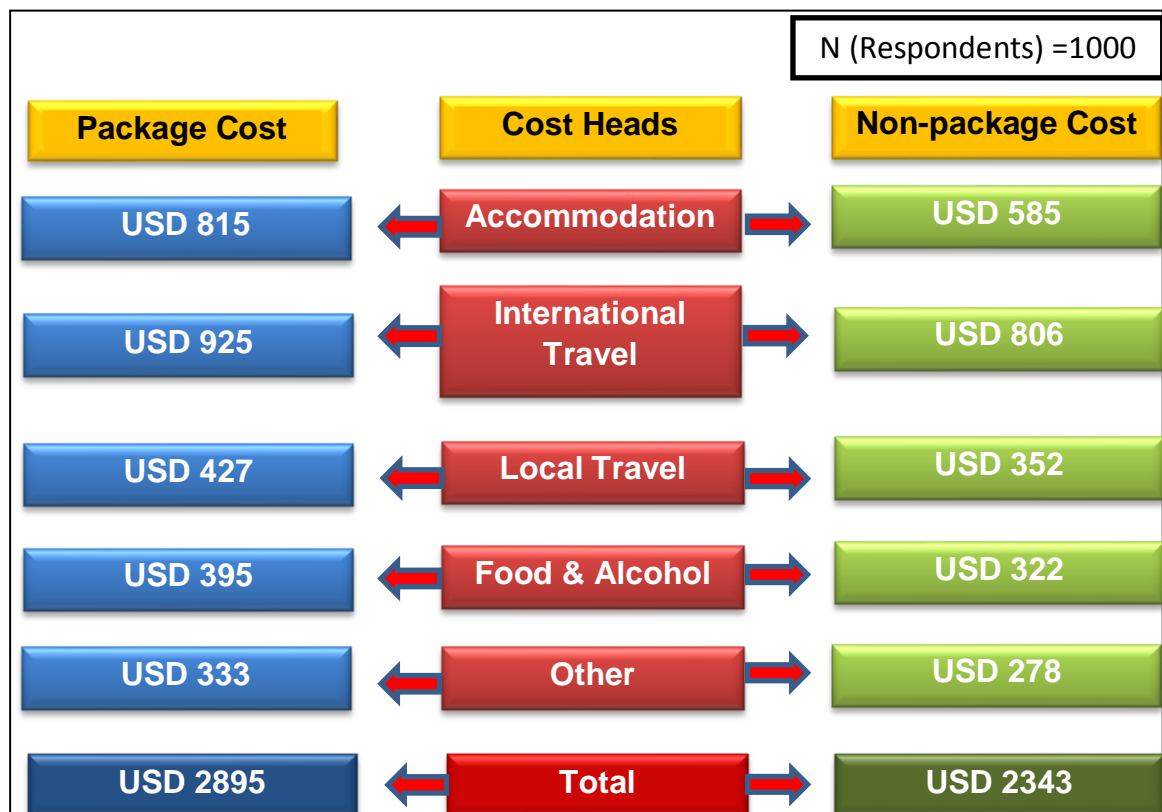 N (Respondents) =1000
Package Cost
Cost Heads
Non-package Cost
USD 815
Accommodation
USD 585
USD 925
International
Travel
USD 806
USD 427
Local Travel
USD 352
USD 395
Food & Alcohol
USD 322
USD 333
Other
USD 278
USD 2895
Total
USD 2343